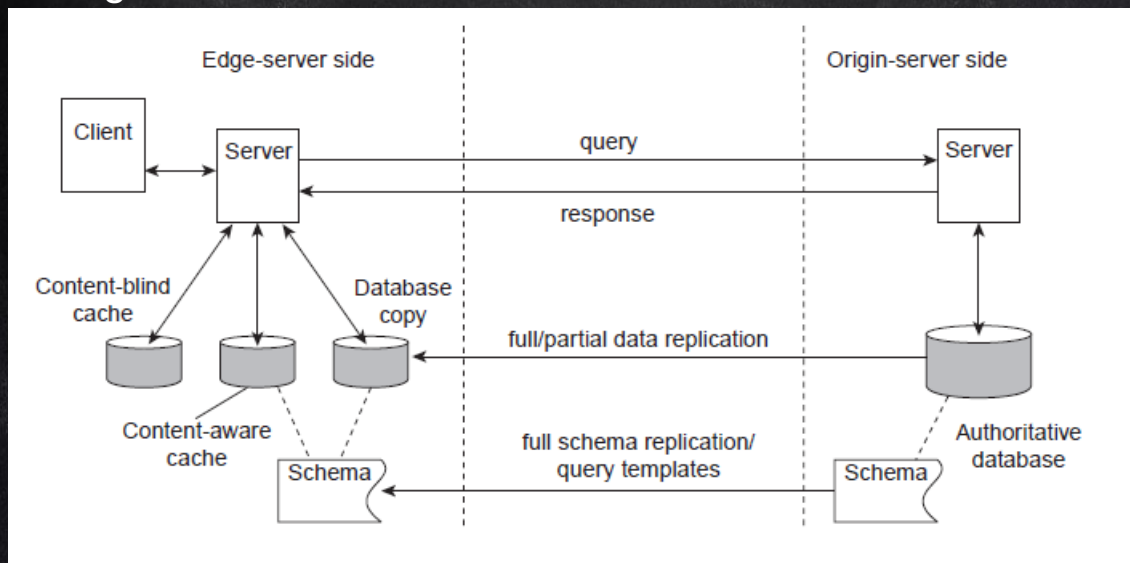 Edge-server side
Origin-server side
Client
Server
query
Server
response
Content-blind
cache
Database
copy
full/partial data replication
Content-aware
cache
Authoritative
database
full schema replication/
query templates
Schema
Schema